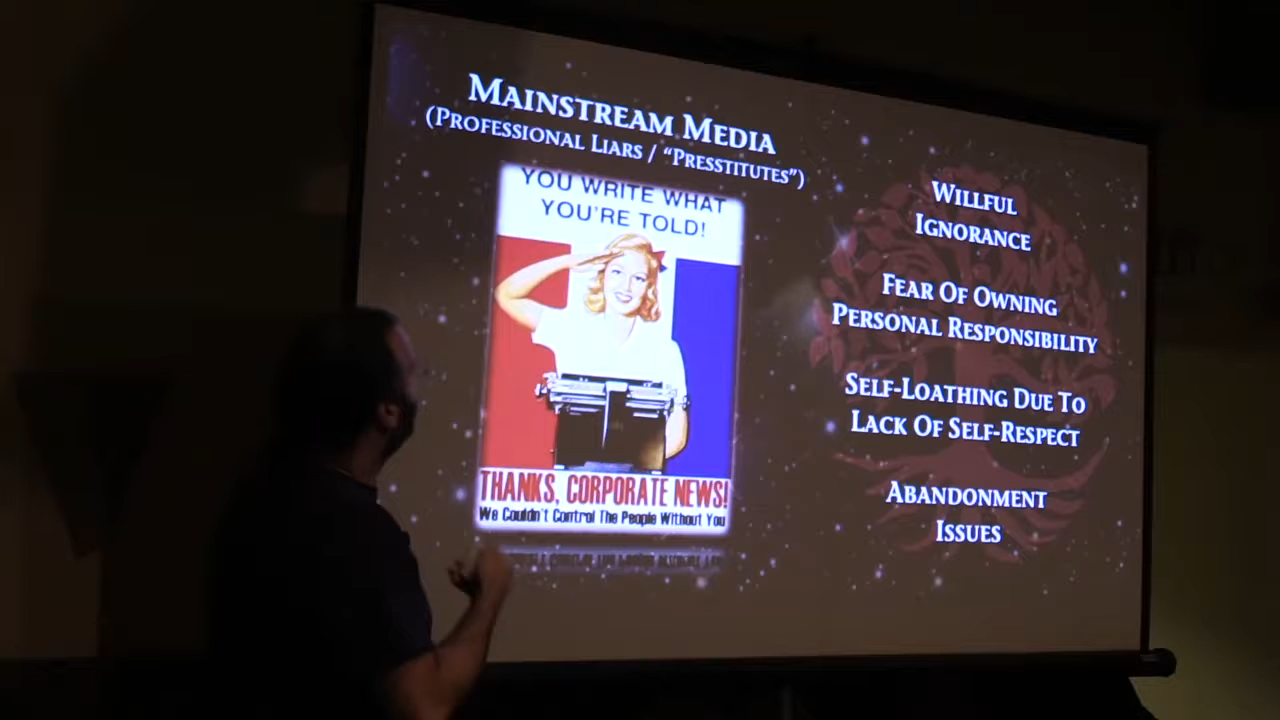 MAINSTREAM MEDIA
(PROFESSIONAL LIARS / "PRESSTITUTES")
YOU WRITE WHAT
YOU'RE TOLD!
THANKS, CORPORATE NEWS!
We Couldn't Control The People Without You
WILLFUL
IGNORANCE
FEAR OF OWNING
PERSONAL RESPONSIBILITY
SELF-LOATHING DUE TO
LACK OF SELF-RESPECT
ABANDONMENT
ISSUES